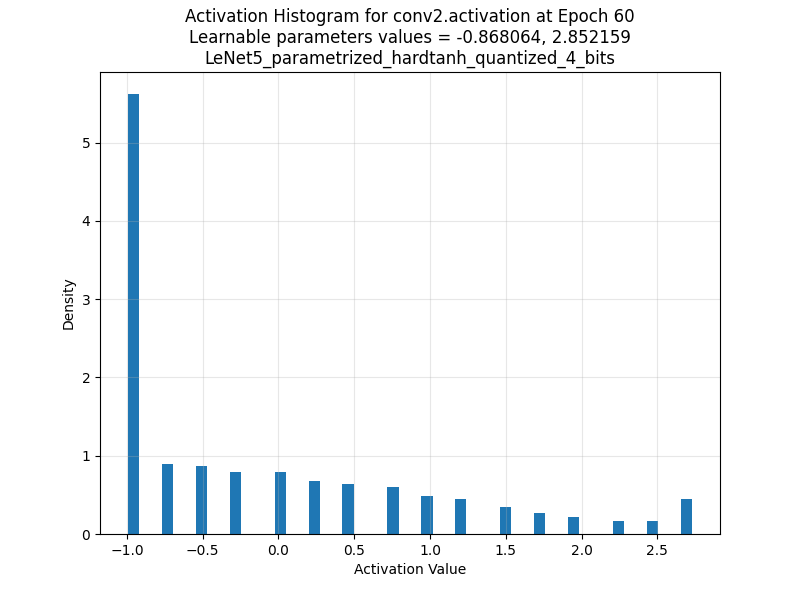 Activation Histogram for conv2.activation at Epoch 60
Learnable parameters values = -0.868064, 2.852159
LeNet5_parametrized_hardtanh_quantized_4_bits
5
4
3
2
1
0
Density
−1.0 −0.5 0.0 0.5 1.0 1.5 2.0 2.5
Activation Value